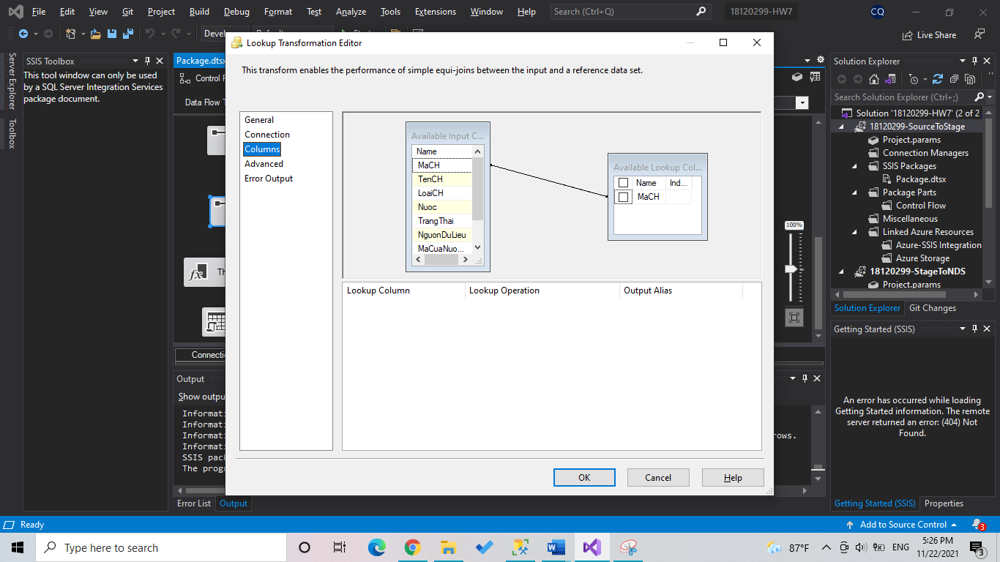 File Edit View Git Project Build Debug Format Test Analyze Tools Extensions Window Help Search (Ctrl+Q) 18120299-HW7 CQ
Live Share
SSIS Toolbox
This tool window can only be used
by a SQL Server Integration Services
package document.
Server Explorer
Toolbox
Package.dtsx
Control F
Data Flow T
Lookup Transformation Editor
This transform enables the performance of simple equi-joins between the input and a reference data set.
General
Connection
Columns
Advanced
Error Output
Available Input C...
Name
MaCH
TenCH
LoaiCH
Nuoc
TrangThai
NguonDuLieu
MaCuaNuo...
Available Lookup Col...
Name Ind...
MaCH
Lookup Column Lookup Operation Output Alias
OK Cancel Help
100%
Connecti
Output
Show outpu
Informati
Informati
Informati
ows.
Informati
SSIS pack
The progr
Error List Output
Solution Explorer
Search Solution Explorer (Ctrl+;)
Solution '18120299-HW7' (2 of 2
18120299-SourceToStage
Project.params
Connection Managers
SSIS Packages
Package.dtsx
Package Parts
Control Flow
Miscellaneous
Linked Azure Resources
Azure-SSIS Integration
Azure Storage
18120299-StageToNDS
Project.params
Solution Explorer Git Changes
Getting Started (SSIS)
An error has occurred while loading
Getting Started information. The remote
server returned an error: (404) Not
Found.
Getting Started (SSIS) Properties
Ready Add to Source Control 3
Type here to search 87°F ENG 5:26 PM
11/22/2021 3